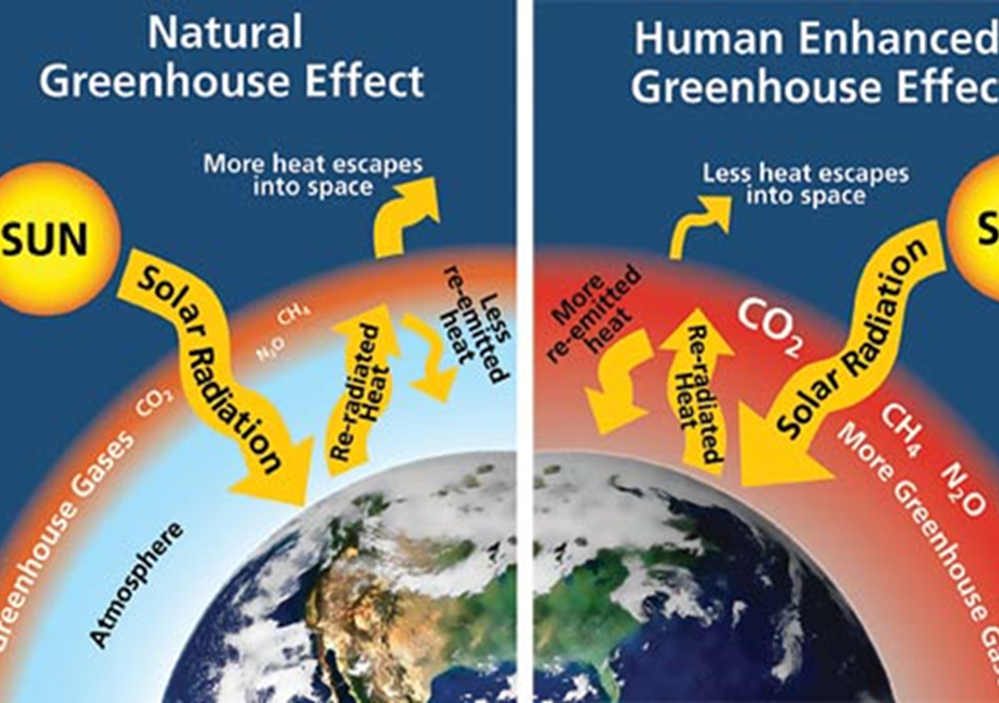 Natural
Greenhouse Effect
More heat escapes
into space
SUN
Solar Radiation
CH₄
N₂O
CO₂
Greenhouse Gases
Atmosphere
Re-radiated
Heat
Less
re-emitted
heat
Human Enhanced
Greenhouse Effec
Less heat escapes
into space
S
Solar Radiation
More
re-emitted
heat
Re-radiated
Heat
CO₂
CH₄
N₂O
More Greenhouse Ga